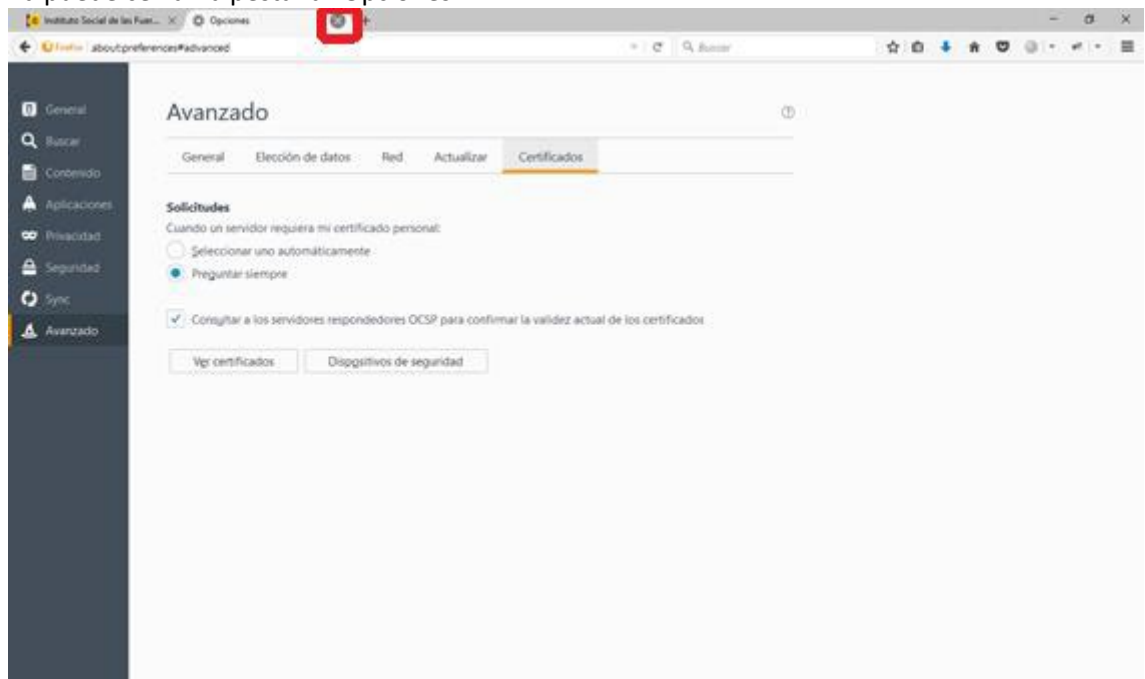 Instituto Social de las Fuer... Opciones
Firefox about:preferences#advanced Buscar
General
Buscar
Contenido
Aplicaciones
Privacidad
Seguridad
Sync
Avanzado
Avanzado
General Elección de datos Red Actualizar Certificados
Solicitudes
Cuando un servidor requiera mi certificado personal:
Seleccionar uno automáticamente
Preguntar siempre
Consultar a los servidores respondedores OCSP para confirmar la validez actual de los certificados
Ver certificados Dispositivos de seguridad